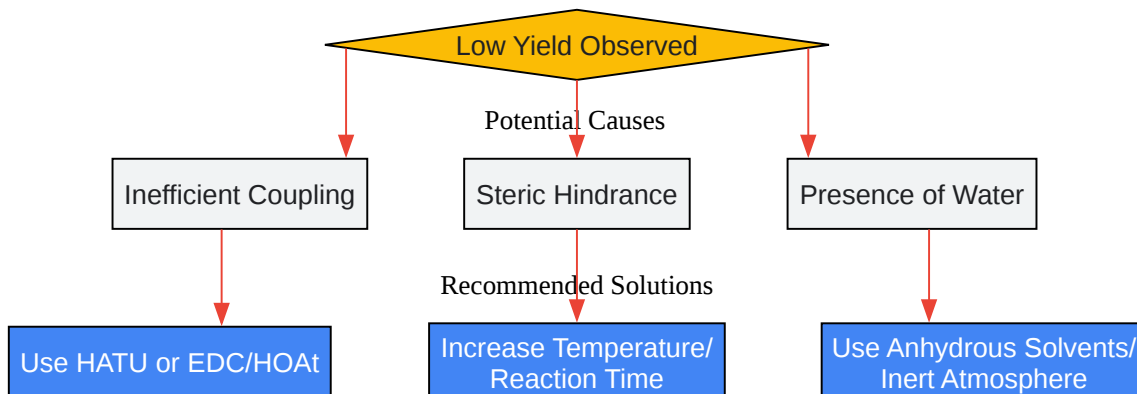 Low Yield Observed
Potential Causes
Inefficient Coupling
Steric Hindrance
Presence of Water
Recommended Solutions
Use HATU or EDC/HOAt
Increase Temperature/
Reaction Time
Use Anhydrous Solvents/
Inert Atmosphere